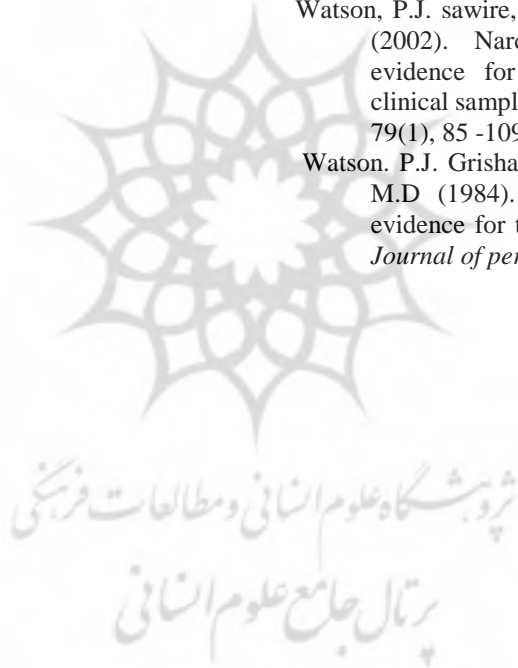 Watson, P.J. sawire,
(2002). Narc
evidence for
clinical sampl
79(1), 85 -109
Watson. P.J. Grisha
M.D (1984).
evidence for t
Journal of per
پژوهشگاه علوم انسانی و مطالعات فرهنگی
پرتال جامع علوم انسانی